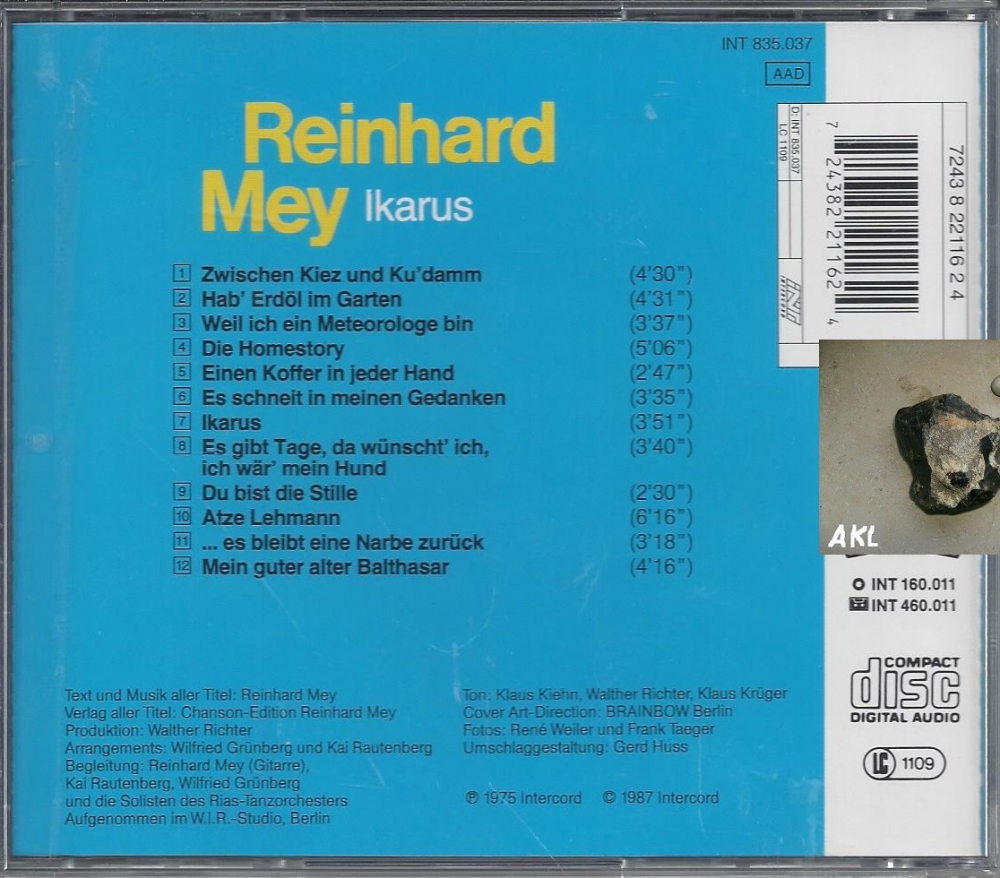 INT 835.037
AAD
Reinhard
Mey Ikarus
1 Zwischen Kiez und Ku'damm (4'30")
2 Hab' Erdöl im Garten (4'31")
3 Weil ich ein Meteorologe bin (3'37")
4 Die Homestory (5'06")
5 Einen Koffer in jeder Hand (2'47")
6 Es schneit in meinen Gedanken (3'35")
7 Ikarus (3'51")
8 Es gibt Tage, da wünscht' ich, (3'40")
ich wär' mein Hund
9 Du bist die Stille (2'30")
10 Atze Lehmann (6'16")
11 ... es bleibt eine Narbe zurück (3'18")
12 Mein guter alter Balthasar (4'16")
Text und Musik aller Titel: Reinhard Mey
Verlag aller Titel: Chanson-Edition Reinhard Mey
Produktion: Walther Richter
Arrangements: Wilfried Grünberg und Kai Rautenberg
Begleitung: Reinhard Mey (Gitarre),
Kai Rautenberg, Wilfried Grünberg
und die Solisten des Rias-Tanzorchesters
Aufgenommen im W.I.R.-Studio, Berlin
Ton: Klaus Kiehn, Walther Richter, Klaus Krüger
Cover Art-Direction: BRAINBOW Berlin
Fotos: René Weiler und Frank Taeger
Umschlaggestaltung: Gerd Huss
℗ 1975 Intercord © 1987 Intercord
D: INT 835.037
LC 1109
7 24382 21162 4
7243 8 22116 2 4
INT
AKL
INT 160.011
INT 460.011
COMPACT
disc
DIGITAL AUDIO
LC 1109